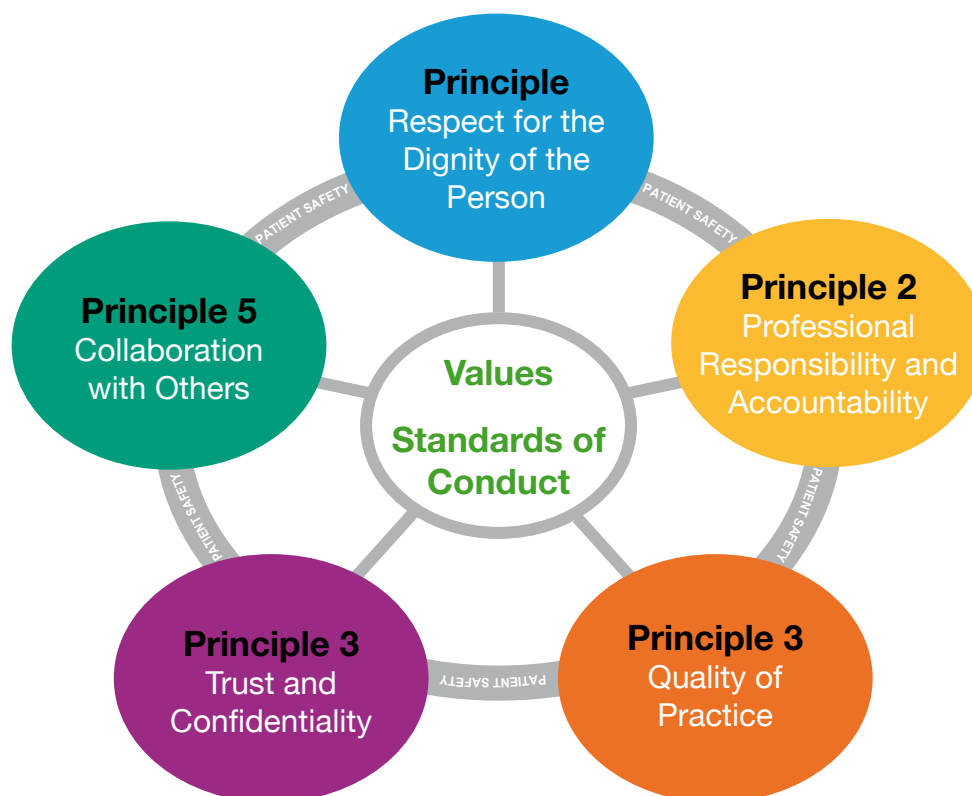 Principle
Respect for the
Dignity of the
Person
PATIENT SAFETY
PATIENT SAFETY
Principle 5
Collaboration
with Others
Principle 2
Professional
Responsibility and
Accountability
Values
Standards of
Conduct
PATIENT SAFETY
PATIENT SAFETY
Principle 3
Trust and
Confidentiality
PATIENT SAFETY
Principle 3
Quality of
Practice